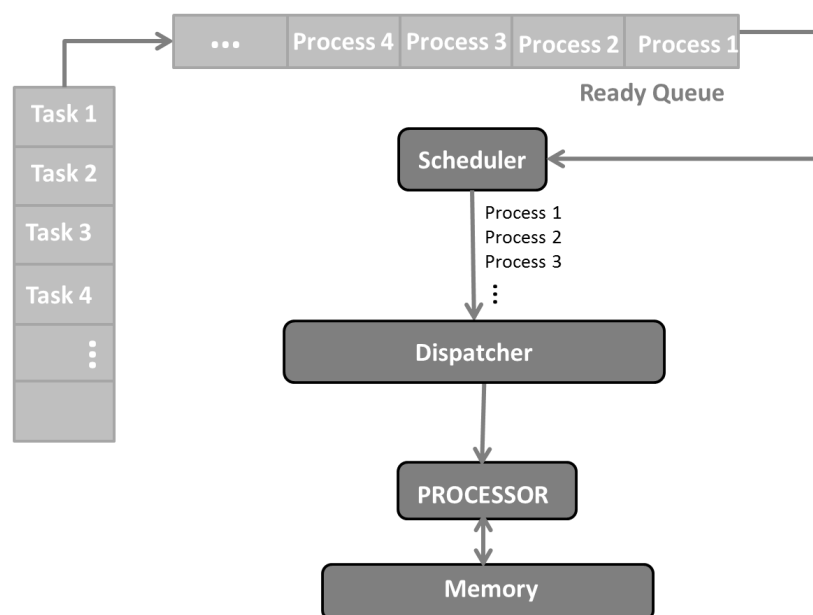 ... Process 4 Process 3 Process 2 Process 1
Ready Queue
Task 1
Task 2
Task 3
Task 4
⋮
Scheduler
Process 1
Process 2
Process 3
⋮
Dispatcher
PROCESSOR
Memory